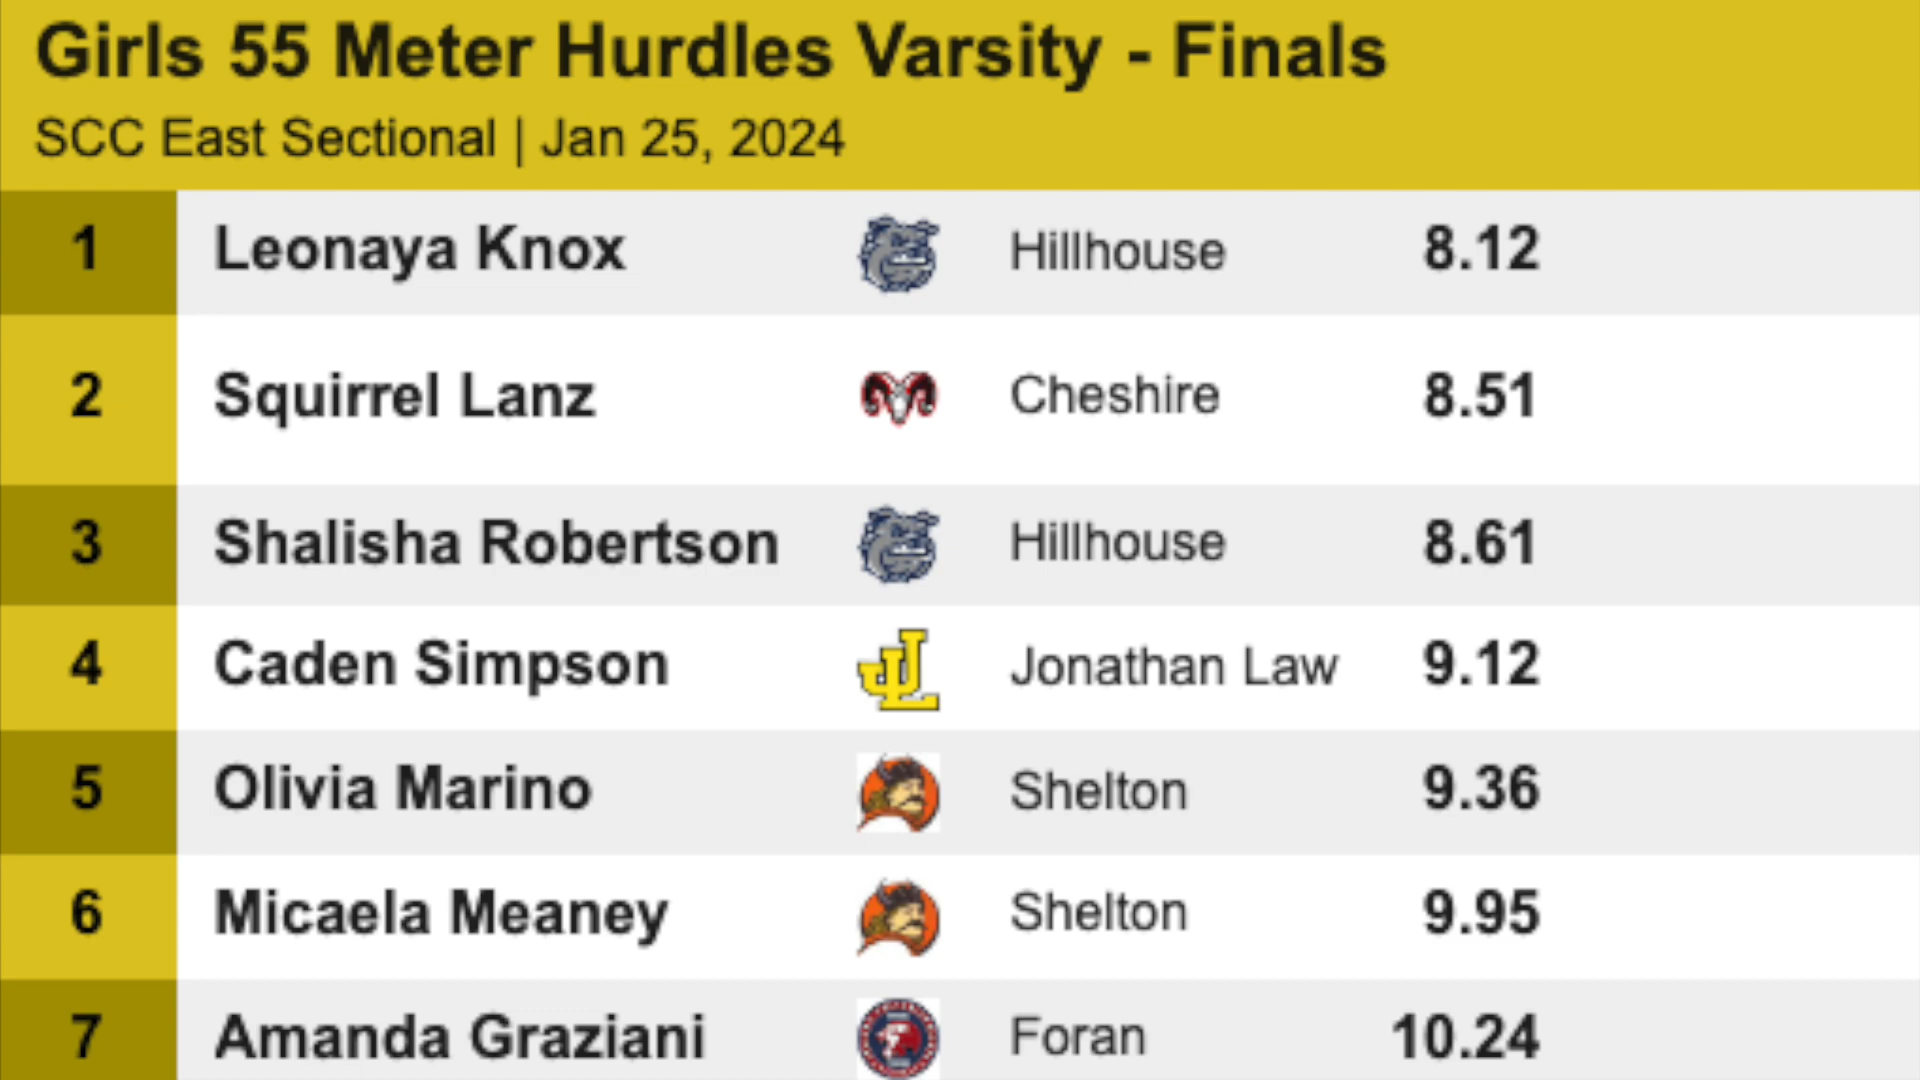 Girls 55 Meter Hurdles Varsity - Finals
SCC East Sectional | Jan 25, 2024
1 Leonaya Knox Hillhouse 8.12
2 Squirrel Lanz Cheshire 8.51
3 Shalisha Robertson Hillhouse 8.61
4 Caden Simpson JL Jonathan Law 9.12
5 Olivia Marino Shelton 9.36
6 Micaela Meaney Shelton 9.95
7 Amanda Graziani Foran 10.24